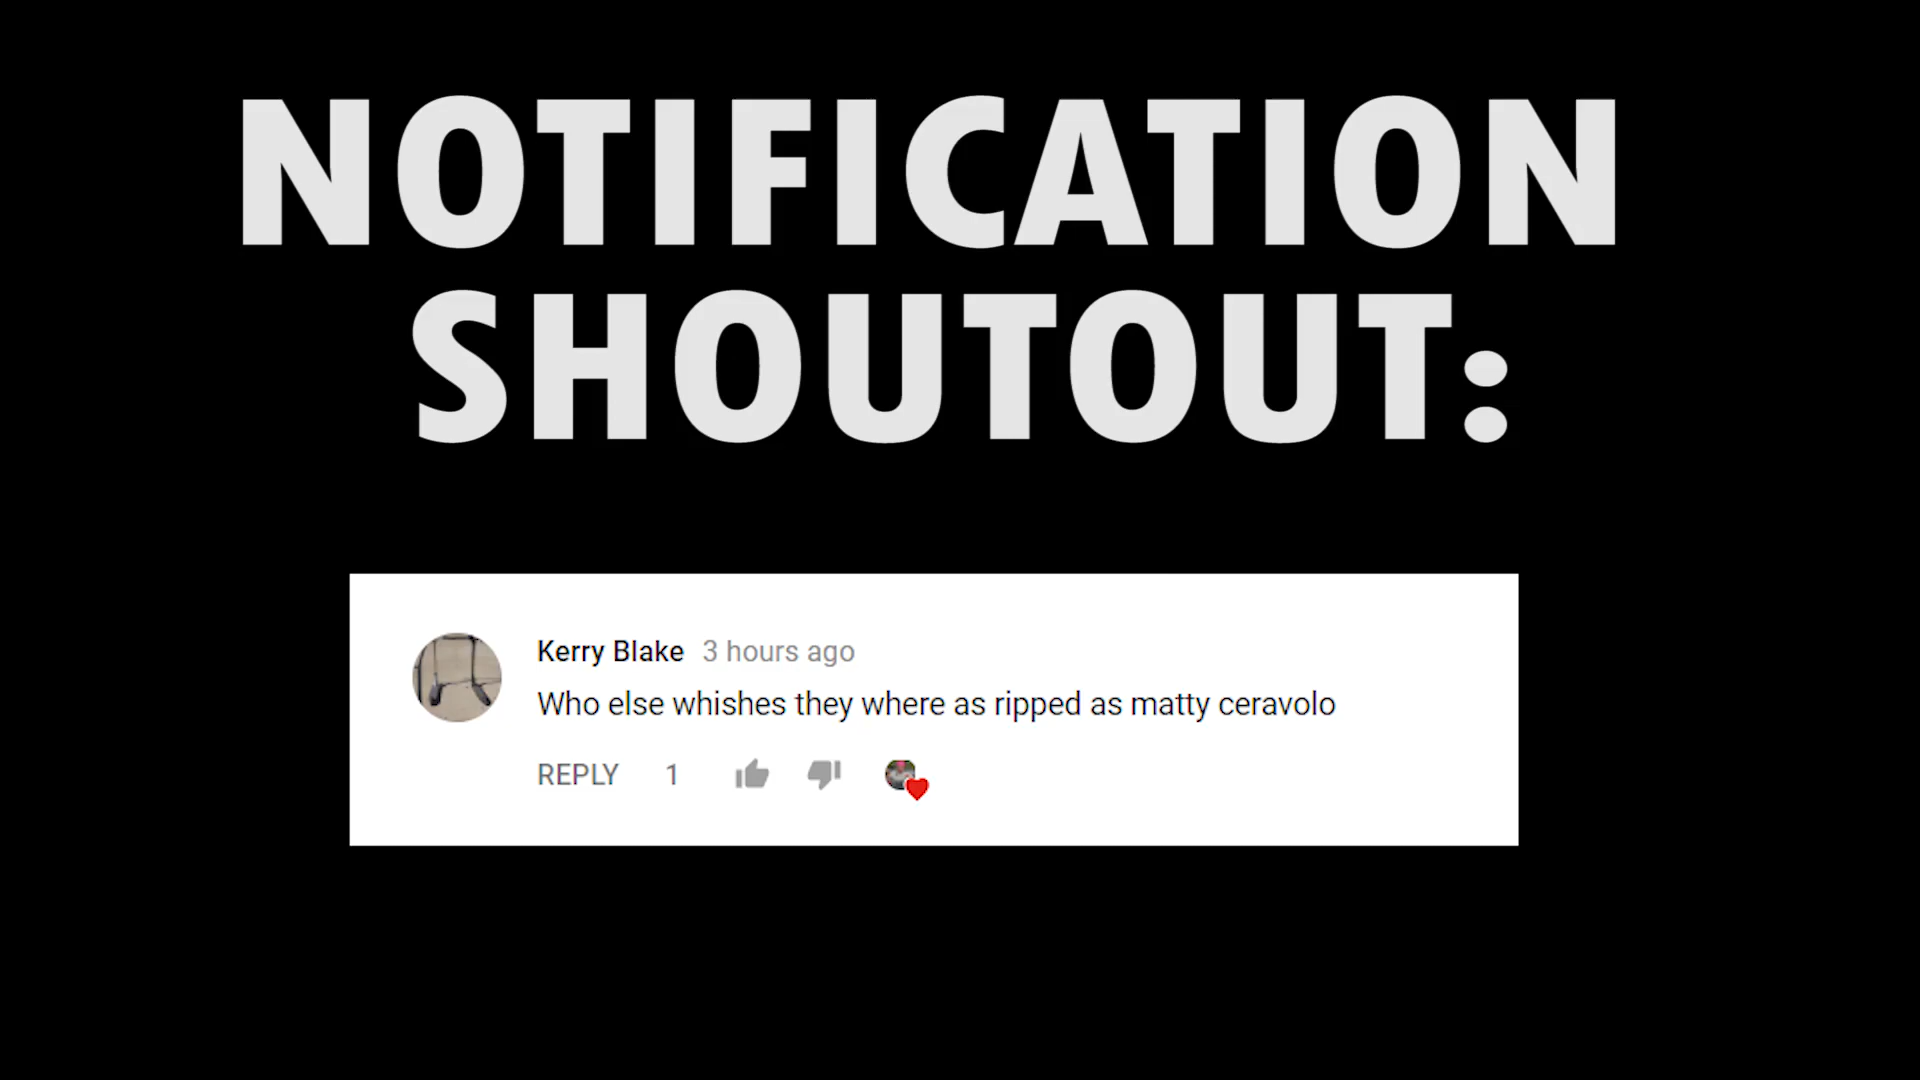 NOTIFICATION
SHOUTOUT:
Kerry Blake 3 hours ago
Who else whishes they where as ripped as matty ceravolo
REPLY 1